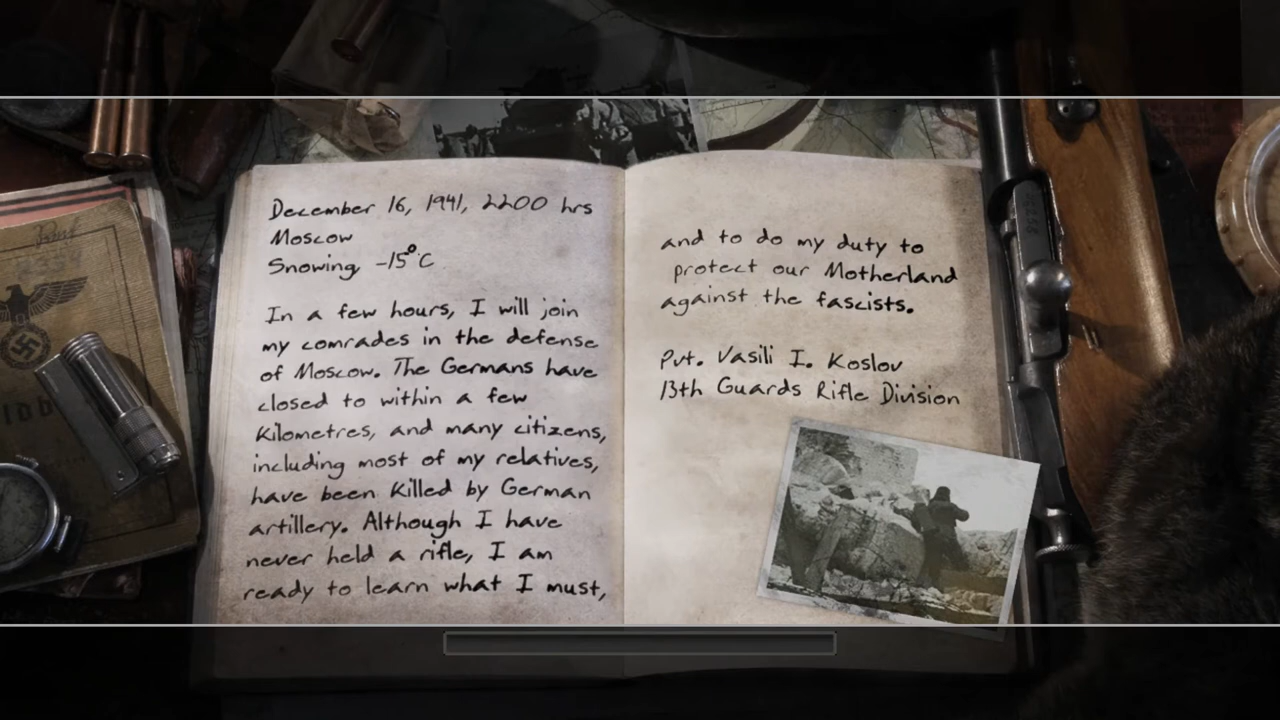 December 16, 1941, 2200 hrs
Moscow
Snowing -15°C
In a few hours, I will join
my comrades in the defense
of Moscow. The Germans have
closed to within a few
kilometres, and many citizens,
including most of my relatives,
have been killed by German
artillery. Although I have
never held a rifle, I am
ready to learn what I must,
and to do my duty to
protect our Motherland
against the fascists.
Pvt. Vasili I. Koslov
13th Guards Rifle Division